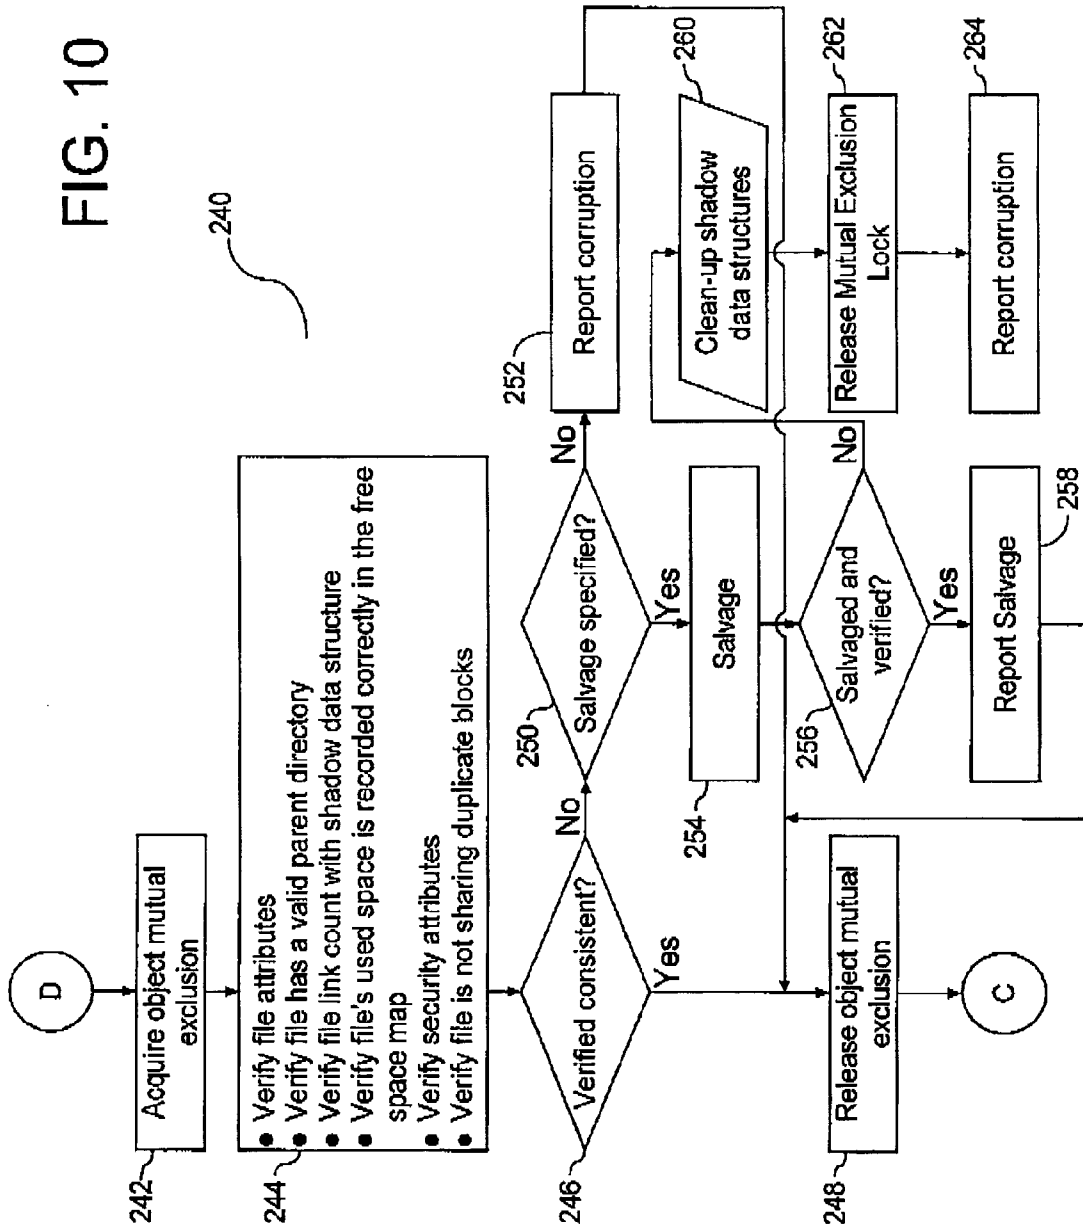 FIG. 10
240
D
242
Acquire object mutual
exclusion
244
● Verify file attributes
● Verify file has a valid parent directory
● Verify file link count with shadow data structure
● Verify file's used space is recorded correctly in the free
space map
● Verify security attributes
● Verify file is not sharing duplicate blocks
246
Verified consistent?
No
Yes
248
Release object mutual
exclusion
C
250
Salvage specified?
No
Yes
252
Report corruption
254
Salvage
256
Salvaged and
verified?
No
Yes
258
Report Salvage
260
Clean-up shadow
data structures
262
Release Mutual Exclusion
Lock
264
Report corruption